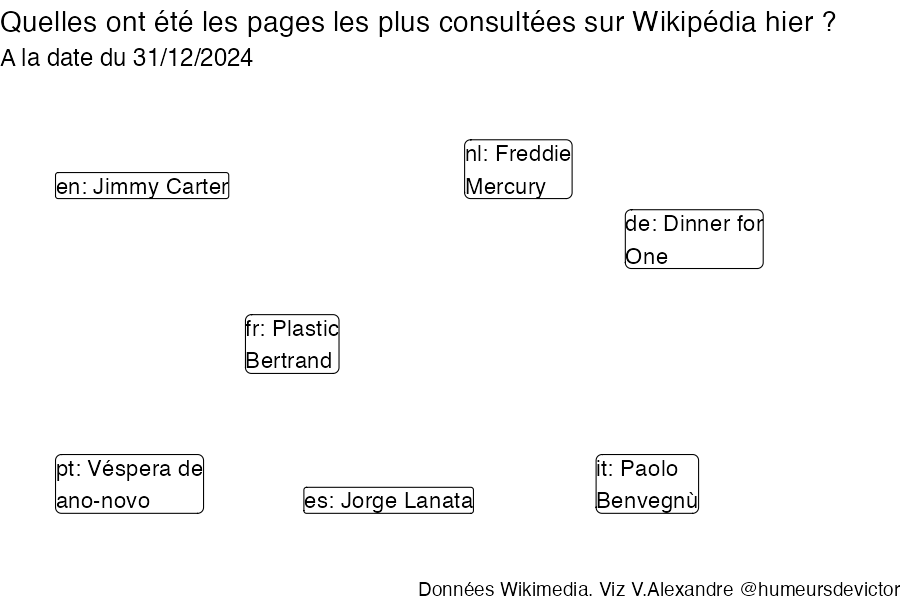 Quelles ont été les pages les plus consultées sur Wikipédia hier ?
A la date du 31/12/2024
en: Jimmy Carter
nl: Freddie
Mercury
de: Dinner for
One
fr: Plastic
Bertrand
pt: Véspera de
ano-novo
es: Jorge Lanata
it: Paolo
Benvegnù
Données Wikimedia. Viz V.Alexandre @humeursdevictor